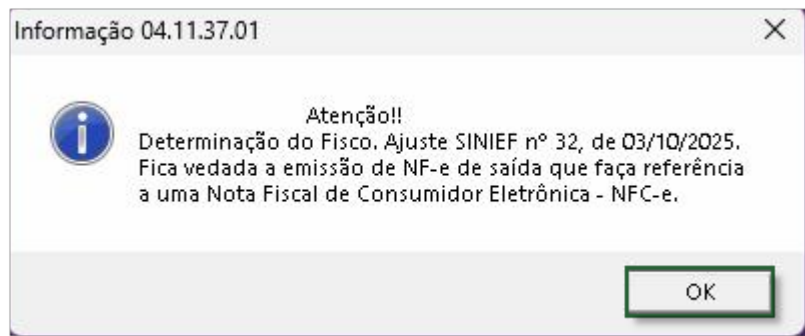 Informação 04.11.37.01
Atenção!!
Determinação do Fisco. Ajuste SINIEF nº 32, de 03/10/2025.
Fica vedada a emissão de NF-e de saída que faça referência
a uma Nota Fiscal de Consumidor Eletrônica - NFC-e.
OK